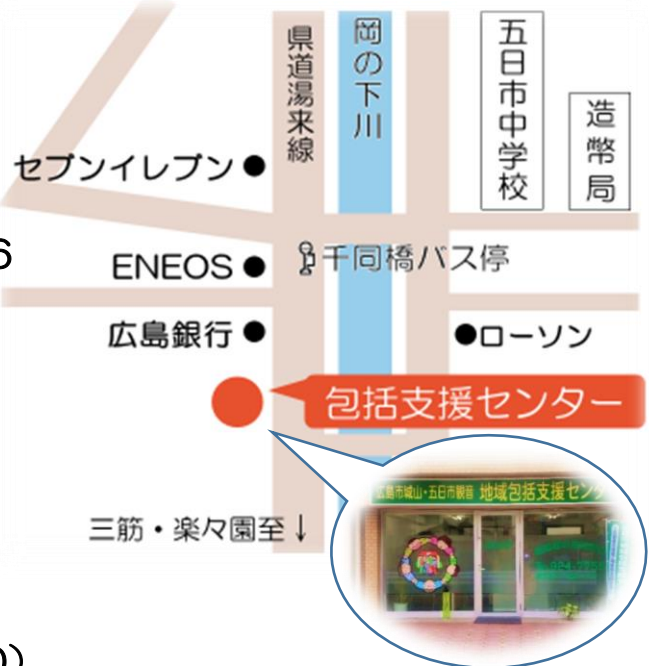 県道湯来線
岡の下川
五日市中学校
造幣局
セブンイレブン
6
ENEOS
千同橋バス停
広島銀行
ローソン
包括支援センター
広島市城山・五日市観音 地域包括支援セン
三筋・楽々園至↓
)